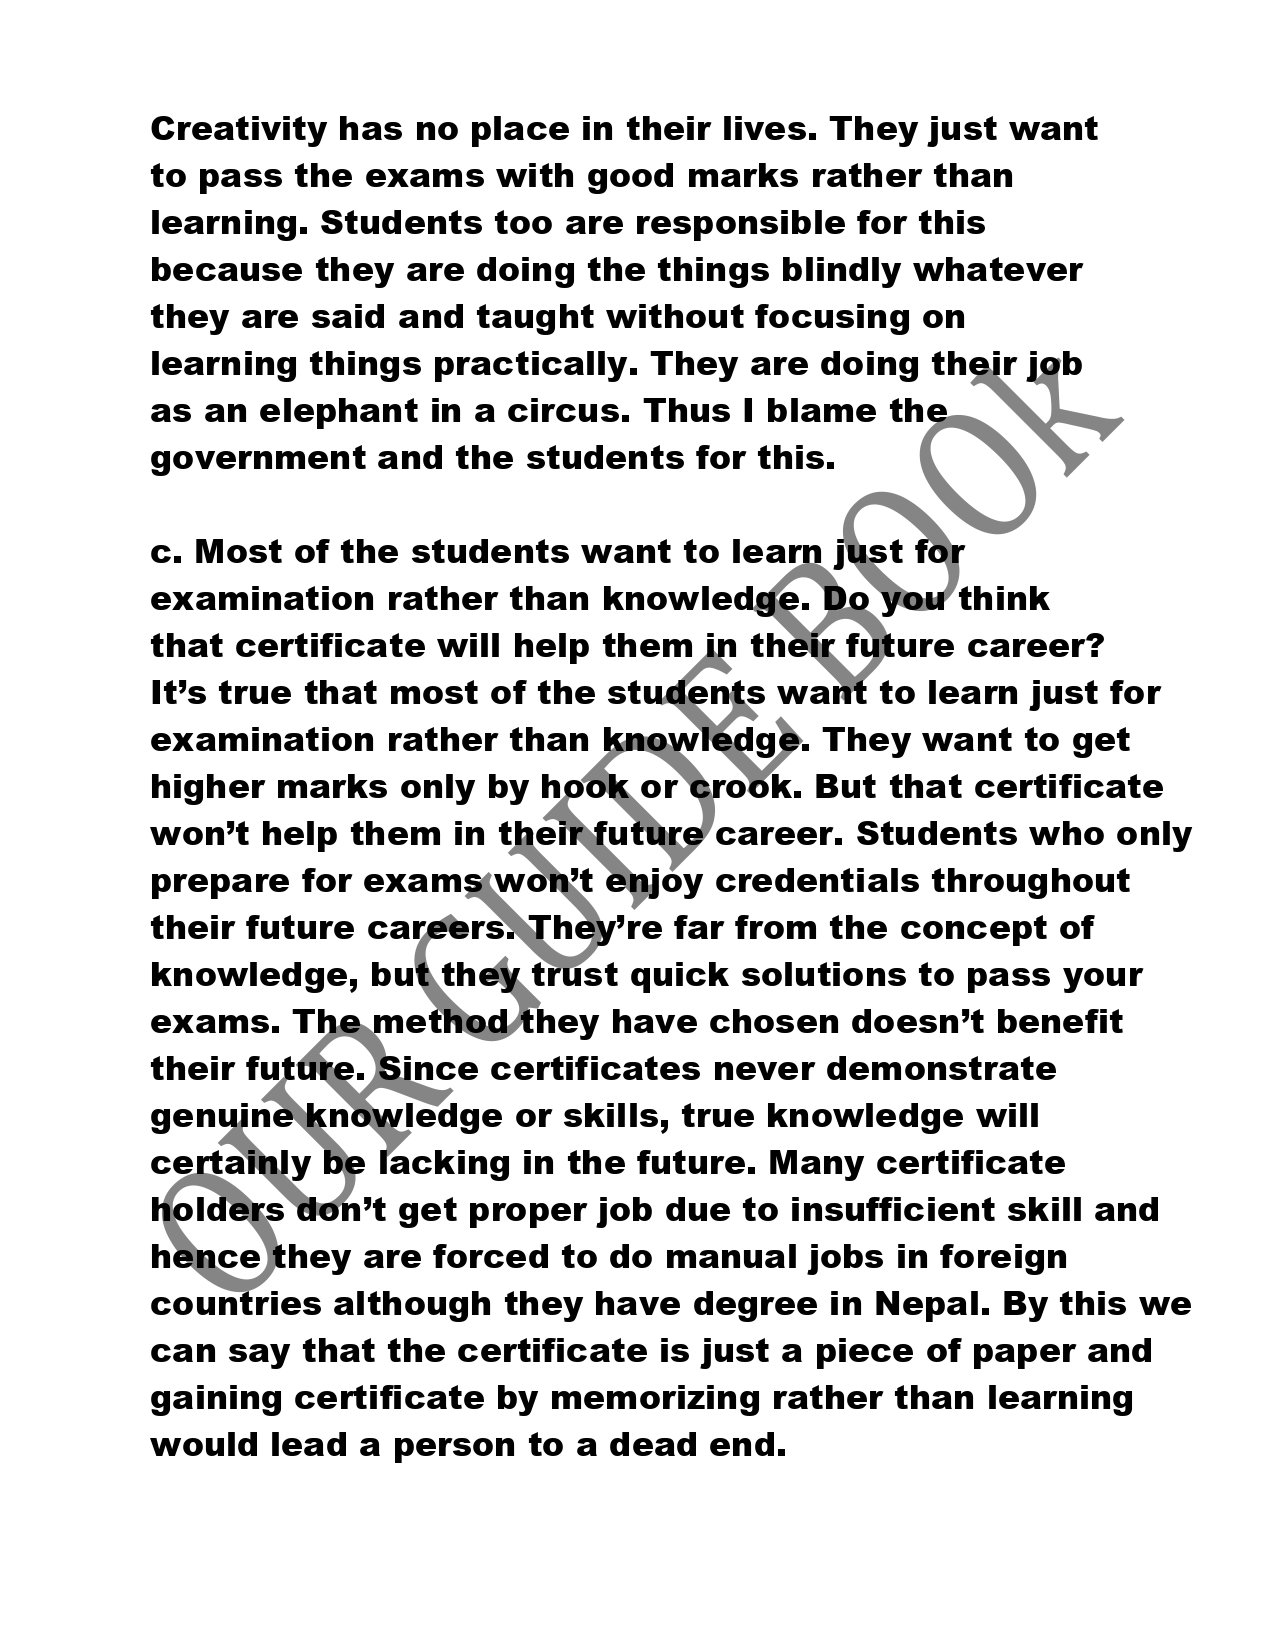 Creativity has no place in their lives. They just want
to pass the exams with good marks rather than
learning. Students too are responsible for this
because they are doing the things blindly whatever
they are said and taught without focusing on
learning things practically. They are doing their job
as an elephant in a circus. Thus I blame the
government and the students for this.
c. Most of the students want to learn just for
examination rather than knowledge. Do you think
that certificate will help them in their future career?
It’s true that most of the students want to learn just for
examination rather than knowledge. They want to get
higher marks only by hook or crook. But that certificate
won’t help them in their future career. Students who only
prepare for exams won’t enjoy credentials throughout
their future careers. They’re far from the concept of
knowledge, but they trust quick solutions to pass your
exams. The method they have chosen doesn’t benefit
their future. Since certificates never demonstrate
genuine knowledge or skills, true knowledge will
certainly be lacking in the future. Many certificate
holders don’t get proper job due to insufficient skill and
hence they are forced to do manual jobs in foreign
countries although they have degree in Nepal. By this we
can say that the certificate is just a piece of paper and
gaining certificate by memorizing rather than learning
would lead a person to a dead end.
OUR GUIDE BOOk